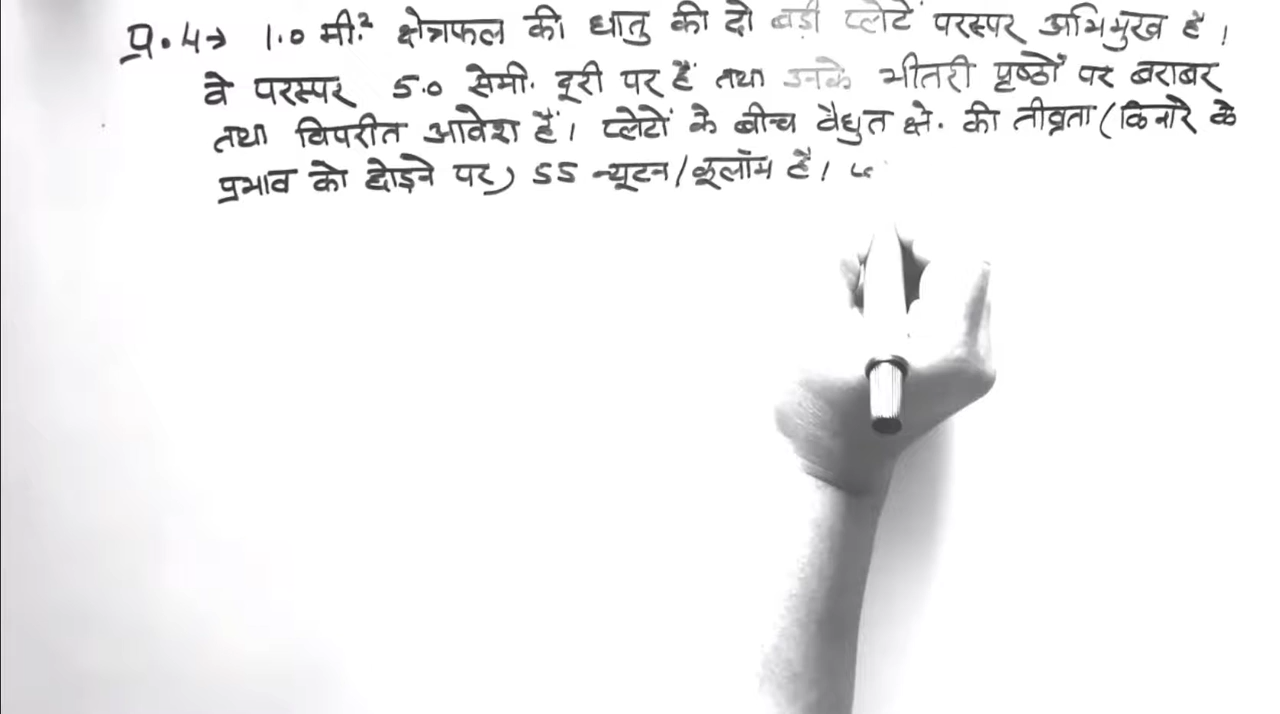 प्र.4→ 1.0 मी.² क्षेत्रफल की धातु की दो बड़ी प्लेटें परस्पर अभिमुख हैं।
वे परस्पर 5.0 सेमी. दूरी पर हैं तथा उनके भीतरी पृष्ठों पर बराबर
तथा विपरीत आवेश हैं। प्लेटों के बीच वैधुत क्षे. की तीव्रता (किनारे के
प्रभाव को छोड़ने पर) 55 न्यूटन/कूलॉम है।